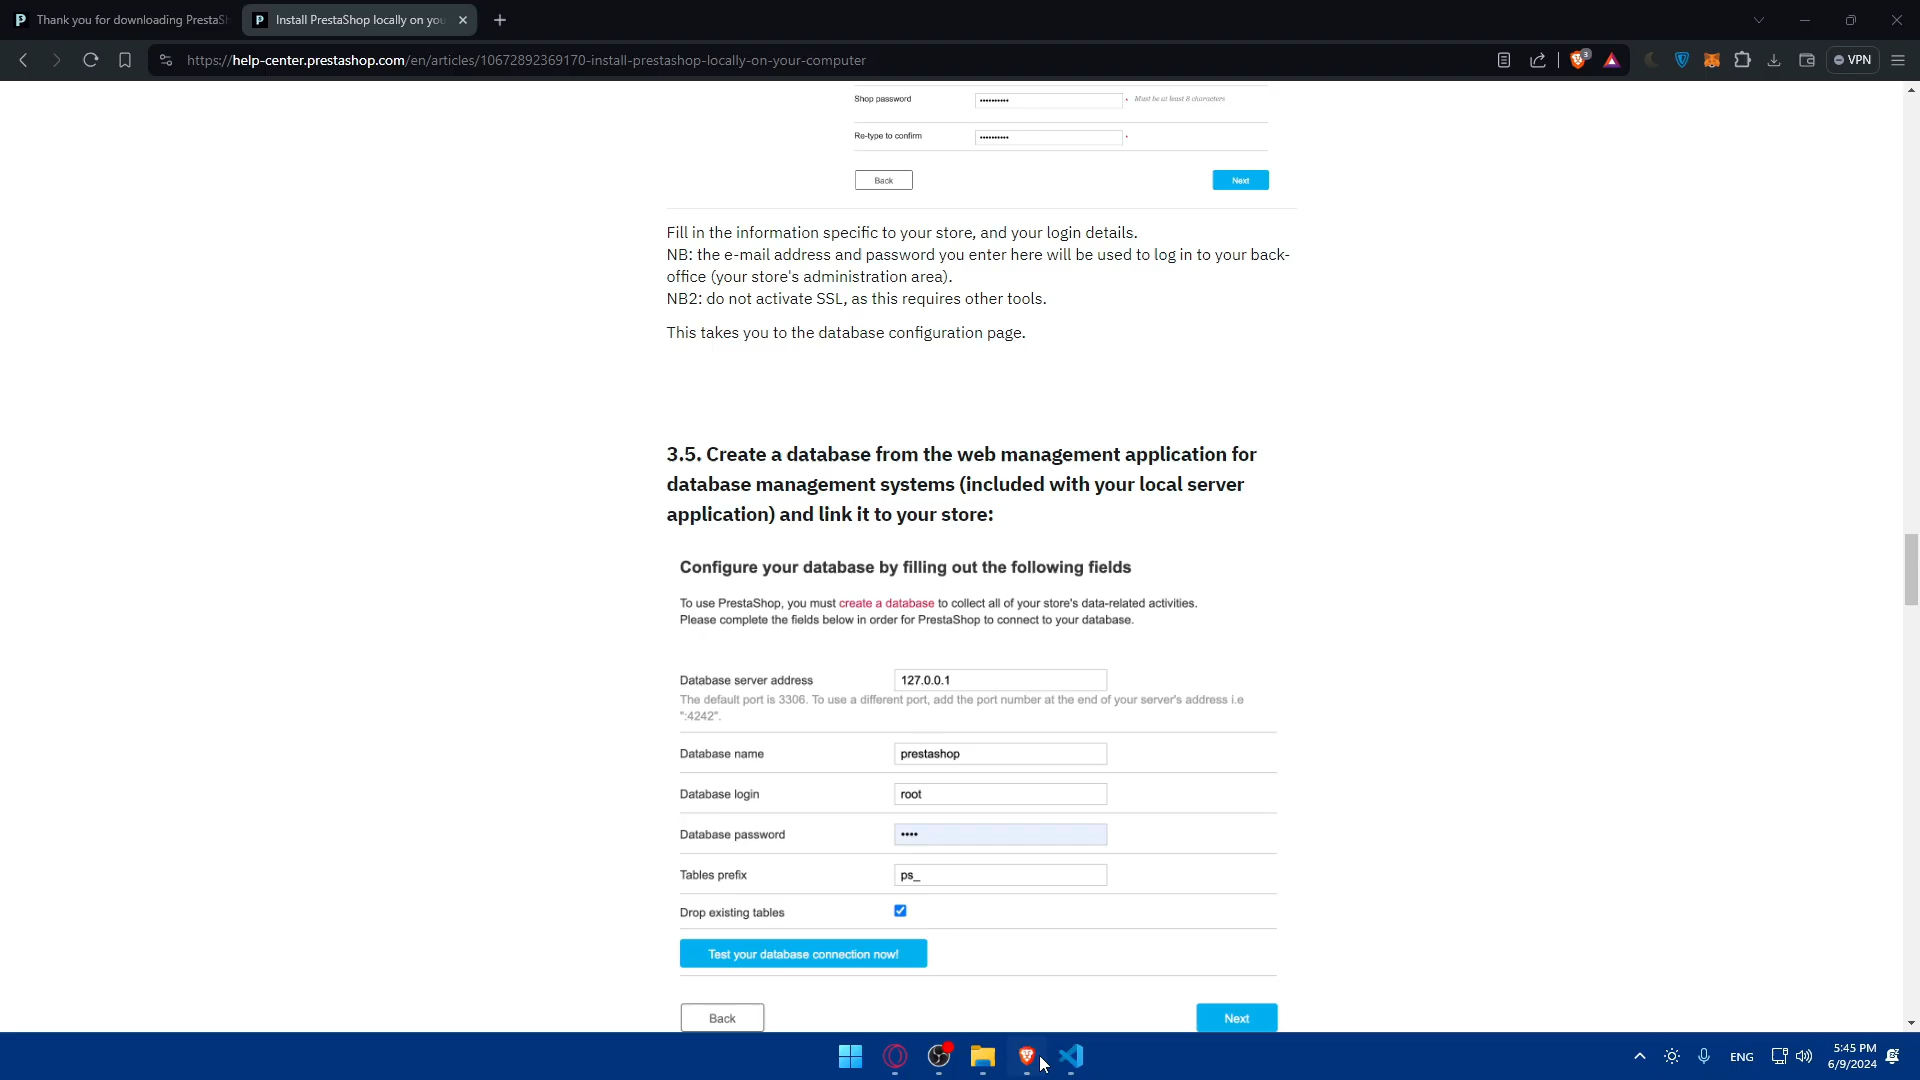 Thank you for downloading PrestaSh
Install PrestaShop locally on you
https://help-center.prestashop.com/en/articles/10672892369170-install-prestashop-locally-on-your-computer
3
VPN
Shop password
••••••••••
* Must be at least 8 characters
Re-type to confirm
••••••••••
*
Back
Next
Fill in the information specific to your store, and your login details.
NB: the e-mail address and password you enter here will be used to log in to your back-
office (your store's administration area).
NB2: do not activate SSL, as this requires other tools.
This takes you to the database configuration page.
3.5. Create a database from the web management application for
database management systems (included with your local server
application) and link it to your store:
Configure your database by filling out the following fields
To use PrestaShop, you must create a database to collect all of your store's data-related activities.
Please complete the fields below in order for PrestaShop to connect to your database.
Database server address
127.0.0.1
The default port is 3306. To use a different port, add the port number at the end of your server's address i.e
":4242".
Database name
prestashop
Database login
root
Database password
••••
Tables prefix
ps_
Drop existing tables
Test your database connection now!
Back
Next
ENG
5:45 PM
6/9/2024